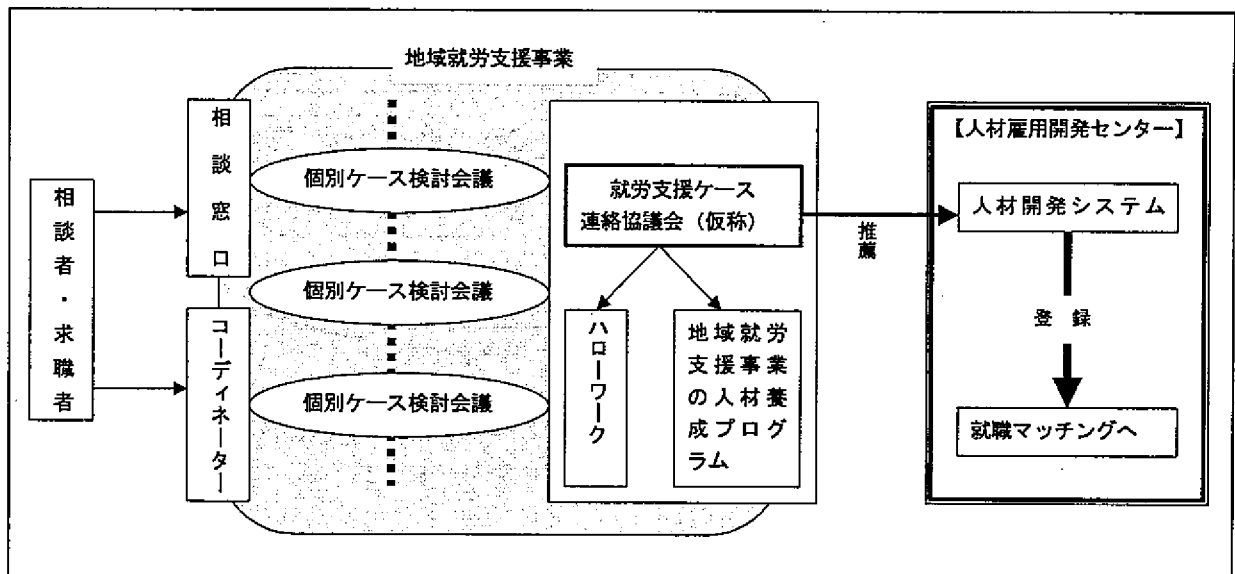 地域就労支援事業
相談者・求職者
相談窓口
コーディネーター
個別ケース検討会議
個別ケース検討会議
個別ケース検討会議
就労支援ケース
連絡協議会（仮称）
ハローワーク
地域就労
支援事業
の人材養
成プログ
ラム
推薦
【人材雇用開発センター】
人材開発システム
登録
就職マッチングへ